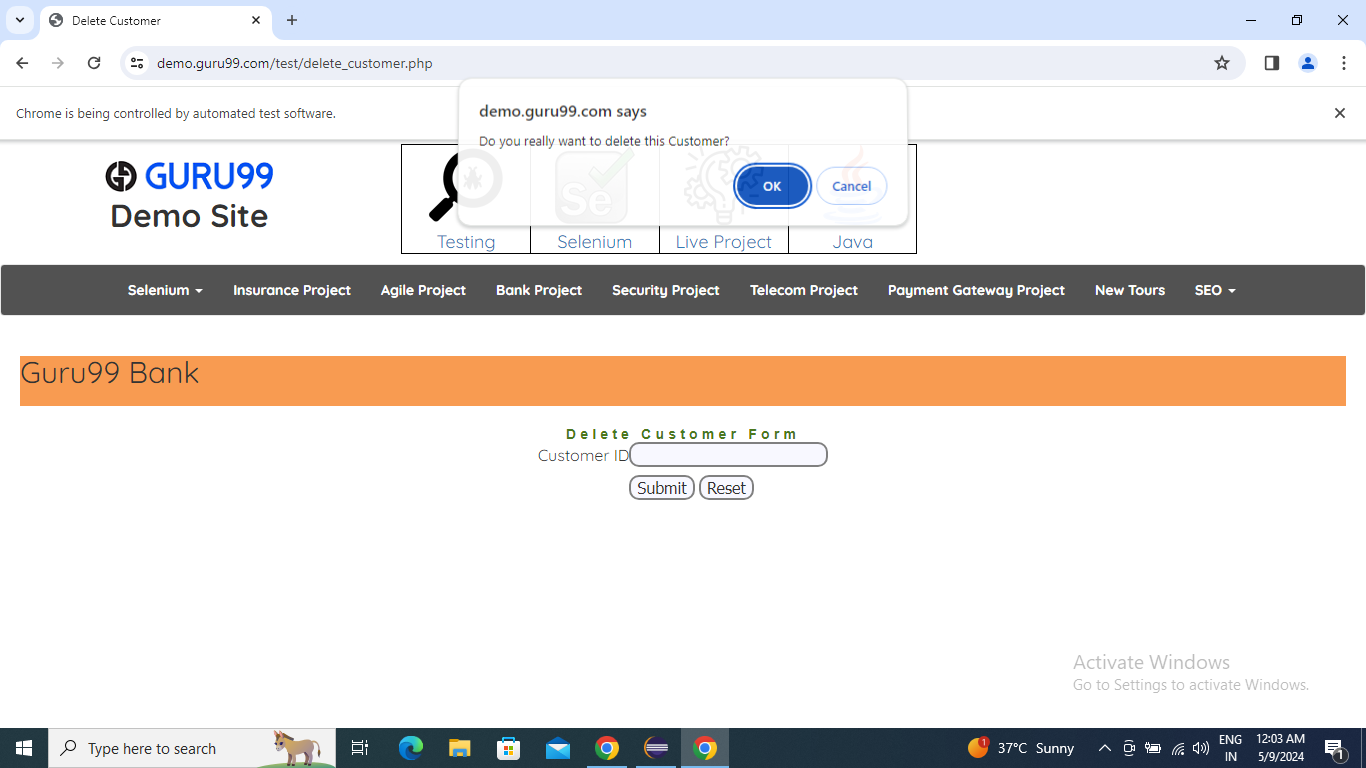 Delete Customer
demo.guru99.com/test/delete_customer.php
Chrome is being controlled by automated test software.
demo.guru99.com says
Do you really want to delete this Customer?
OK
Cancel
GURU99
Demo Site
Se
Testing
Selenium
Live Project
Java
Selenium
Insurance Project
Agile Project
Bank Project
Security Project
Telecom Project
Payment Gateway Project
New Tours
SEO
Guru99 Bank
Delete Customer Form
Customer ID
Submit
Reset
Activate Windows
Go to Settings to activate Windows.
Type here to search
1
37°C Sunny
ENG
IN
12:03 AM
5/9/2024
1